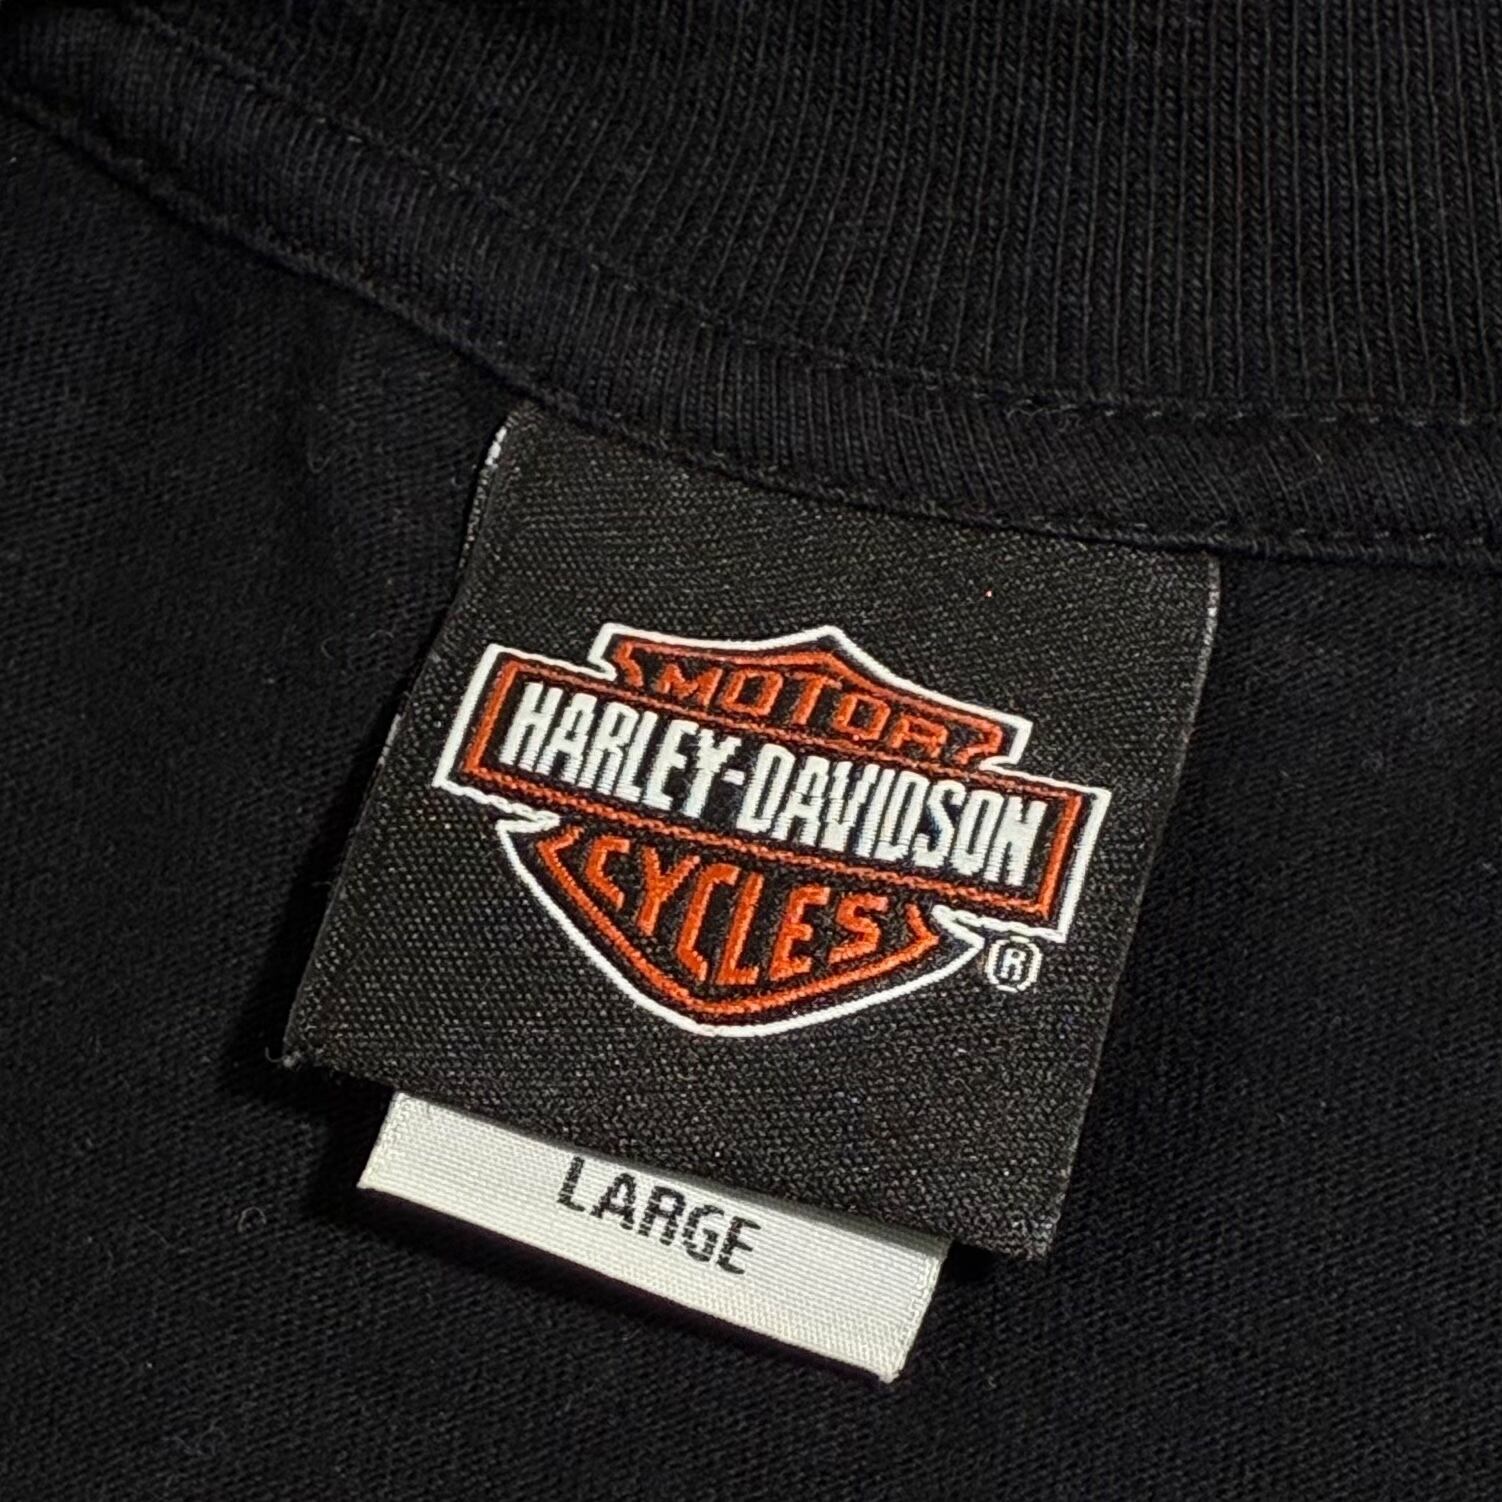 MOTOR
HARLEY-DAVIDSON
CYCLES
®
LARGE